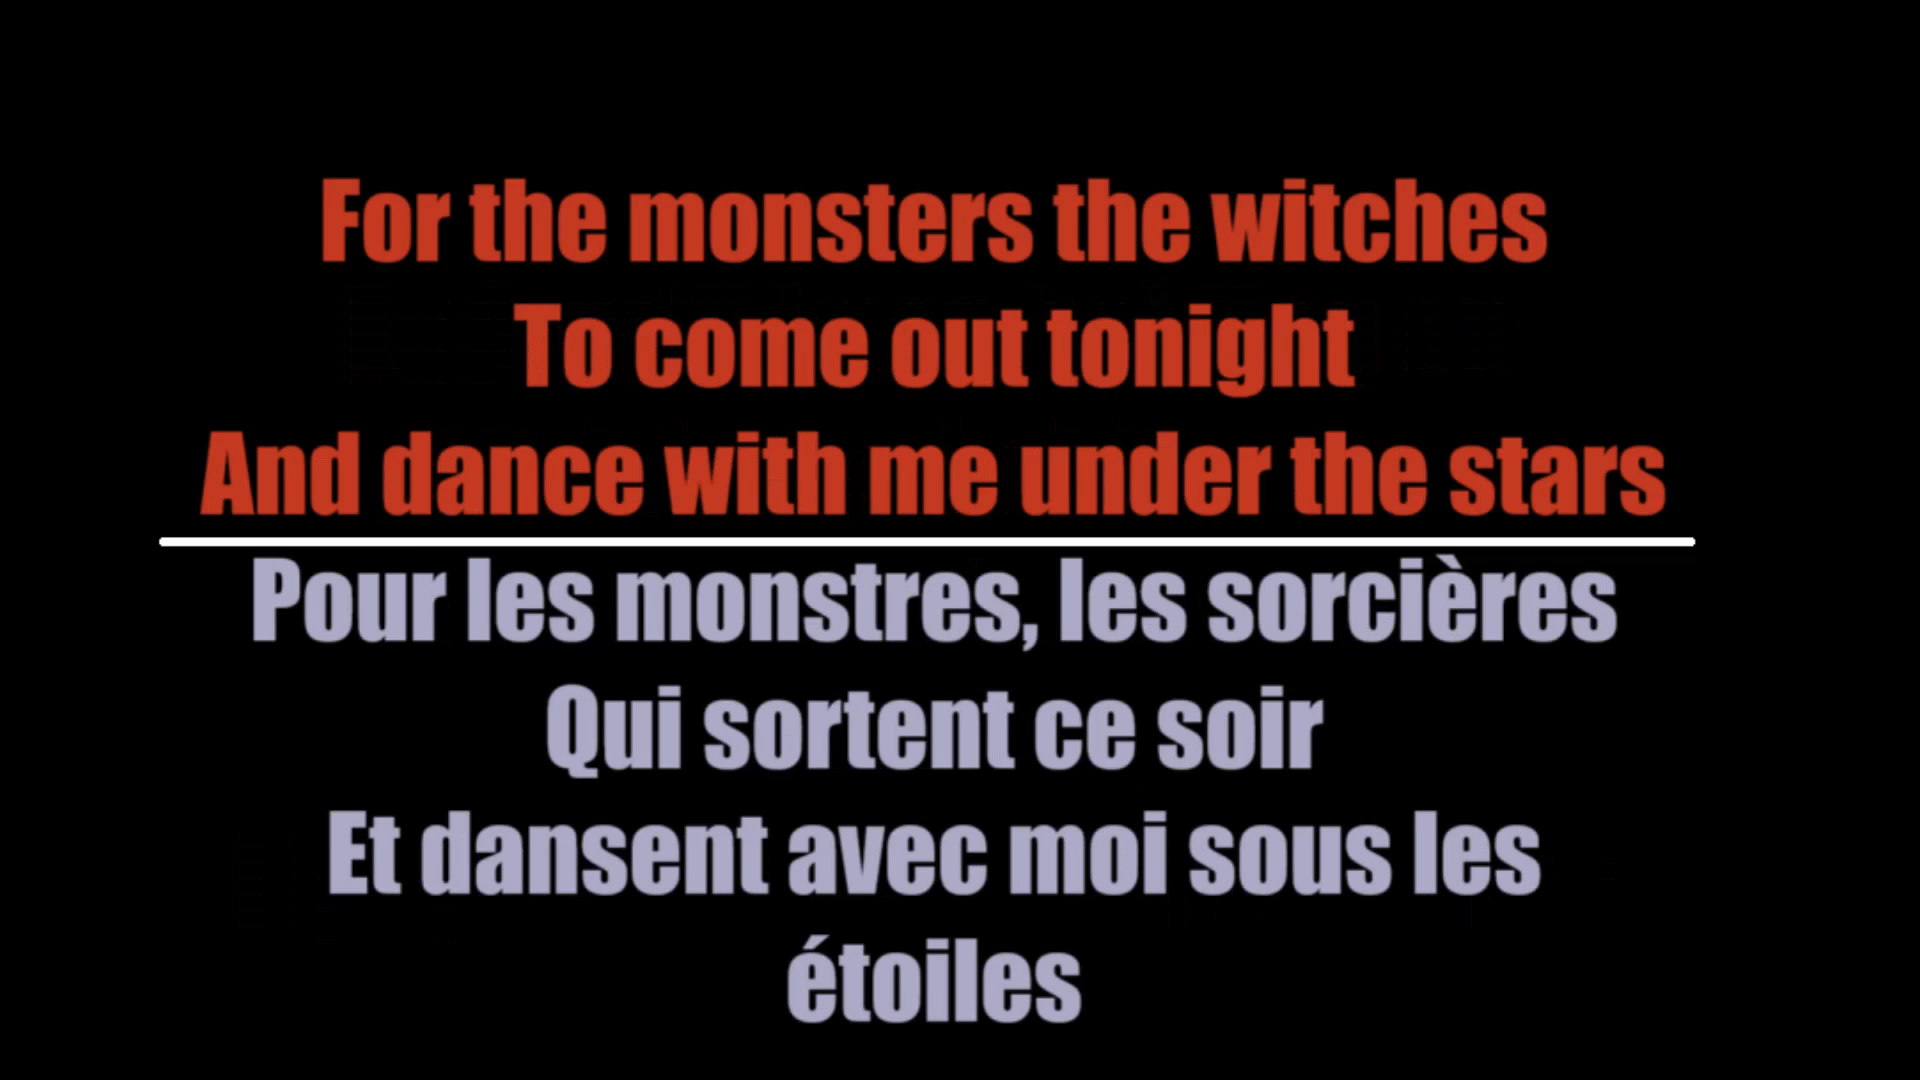 For the monsters the witches
To come out tonight
And dance with me under the stars
Pour les monstres, les sorcières
Qui sortent ce soir
Et dansent avec moi sous les
étoiles